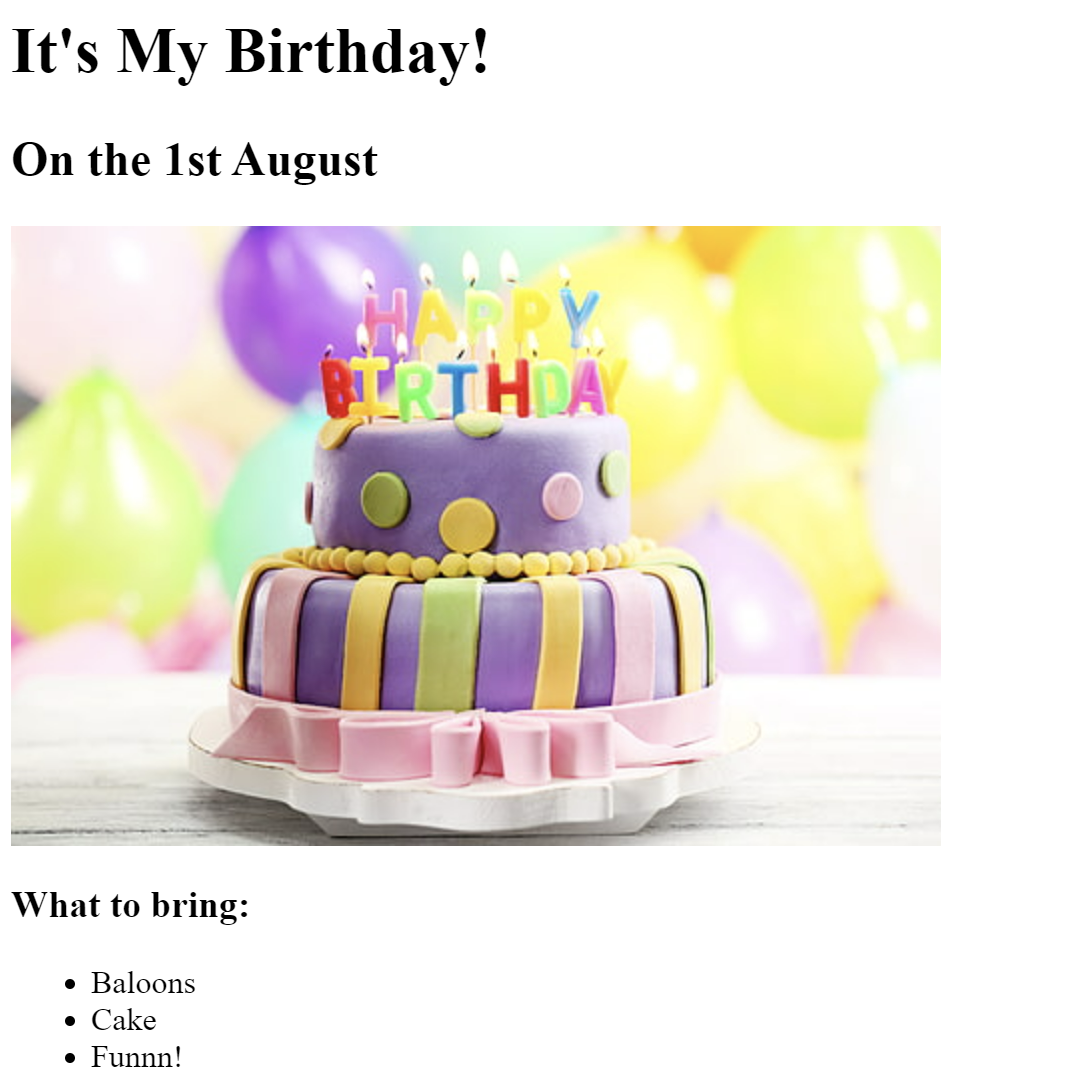 It's My Birthday!
On the 1st August
HAPPY
BIRTHDAY
What to bring:
Baloons
Cake
Funnn!